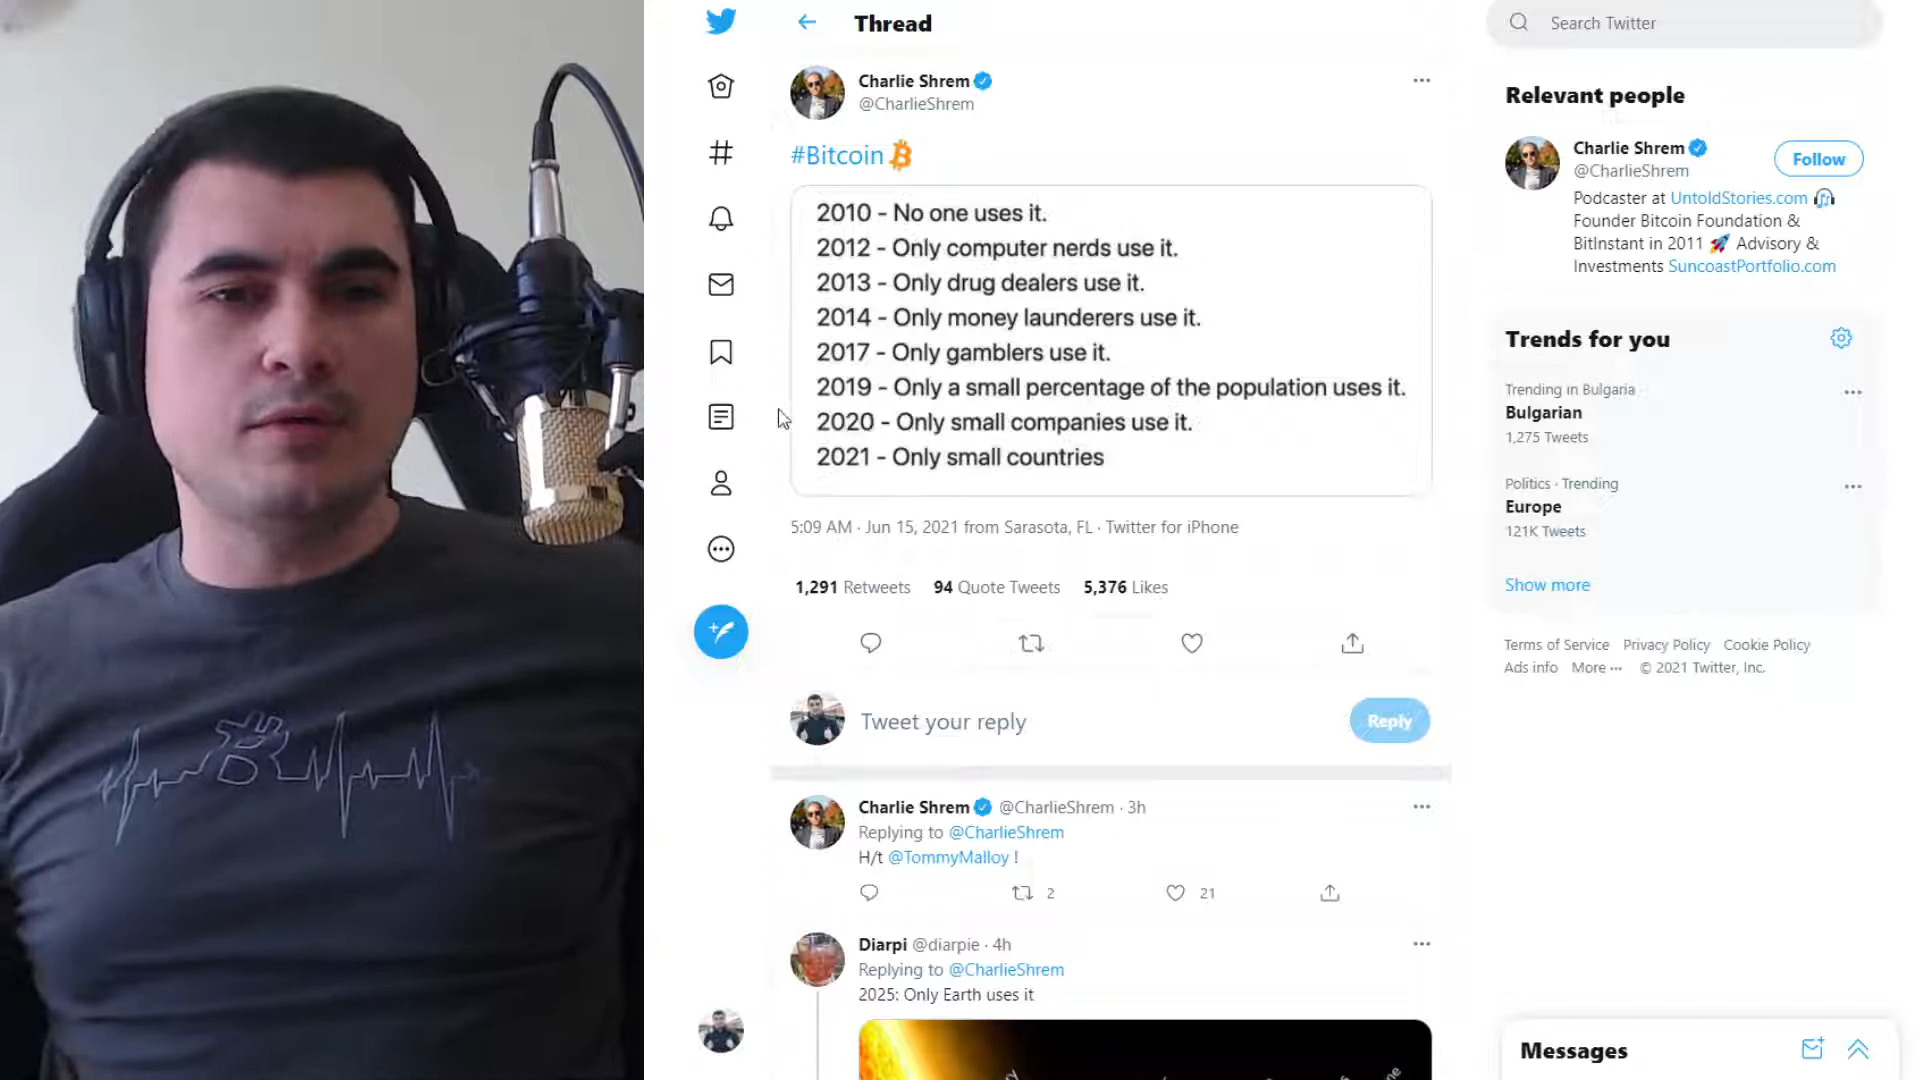 Thread
Charlie Shrem
@CharlieShrem
#Bitcoin
2010 - No one uses it.
2012 - Only computer nerds use it.
2013 - Only drug dealers use it.
2014 - Only money launderers use it.
2017 - Only gamblers use it.
2019 - Only a small percentage of the population uses it.
2020 - Only small companies use it.
2021 - Only small countries
5:09 AM · Jun 15, 2021 from Sarasota, FL · Twitter for iPhone
1,291 Retweets 94 Quote Tweets 5,376 Likes
Tweet your reply
Reply
Charlie Shrem @CharlieShrem · 3h
Replying to @CharlieShrem
H/t @TommyMalloy !
2 21
Diarpi @diarpie · 4h
Replying to @CharlieShrem
2025: Only Earth uses it
Search Twitter
Relevant people
Charlie Shrem
@CharlieShrem
Follow
Podcaster at UntoldStories.com
Founder Bitcoin Foundation &
BitInstant in 2011 Advisory &
Investments SuncoastPortfolio.com
Trends for you
Trending in Bulgaria
Bulgarian
1,275 Tweets
Politics · Trending
Europe
121K Tweets
Show more
Terms of Service Privacy Policy Cookie Policy
Ads info More ··· © 2021 Twitter, Inc.
Messages